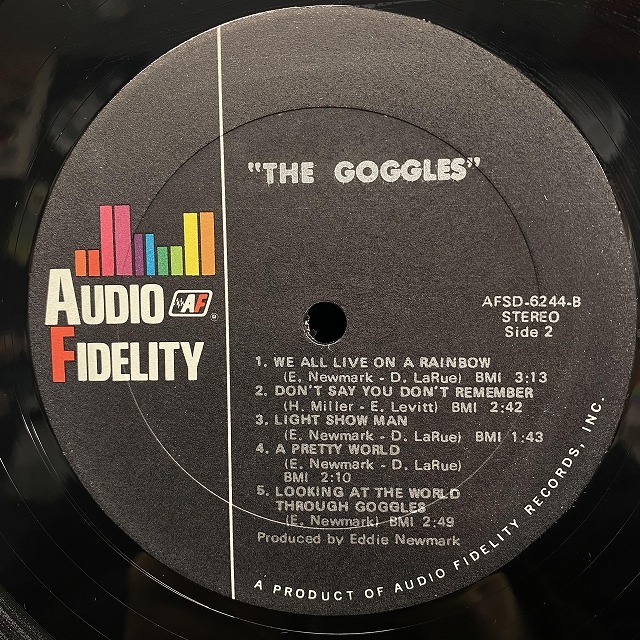 "THE GOGGLES"
AUDIO AF ®
FIDELITY
AFSD-6244-B
STEREO
Side 2
1. WE ALL LIVE ON A RAINBOW
(E. Newmark - D. LaRue) BMI 3:13
2. DON'T SAY YOU DON'T REMEMBER
(H. Miller - E. Levitt) BMI 2:42
3. LIGHT SHOW MAN
(E. Newmark - D. LaRue) BMI 1:43
4. A PRETTY WORLD
(E. Newmark - D. LaRue)
BMI 2:10
5. LOOKING AT THE WORLD
THROUGH GOGGLES
(E. Newmark) BMI 2:49
Produced by Eddie Newmark
A PRODUCT OF AUDIO FIDELITY RECORDS, INC.